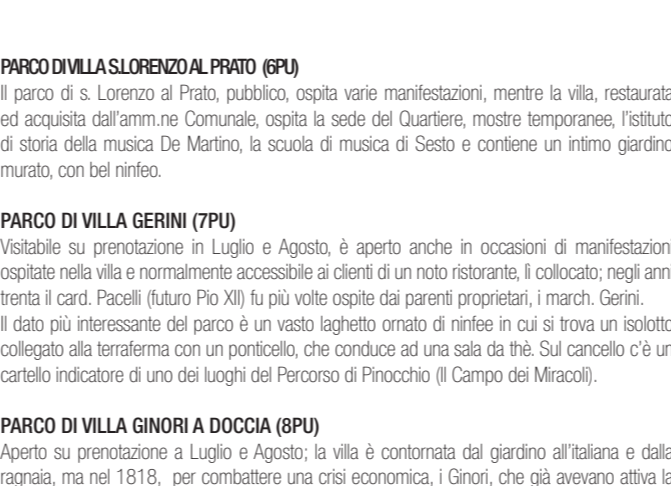 PARCO DI VILLA S.LORENZO AL PRATO (6PU)
Il parco di s. Lorenzo al Prato, pubblico, ospita varie manifestazioni, mentre la villa, restaurata
ed acquisita dall'amm.ne Comunale, ospita la sede del Quartiere, mostre temporanee, l'istituto
di storia della musica De Martino, la scuola di musica di Sesto e contiene un intimo giardino
murato, con bel ninfeo.
PARCO DI VILLA GERINI (7PU)
Visitabile su prenotazione in Luglio e Agosto, è aperto anche in occasioni di manifestazioni
ospitate nella villa e normalmente accessibile ai clienti di un noto ristorante, lì collocato; negli anni
trenta il card. Pacelli (futuro Pio XII) fu più volte ospite dai parenti proprietari, i march. Gerini.
Il dato più interessante del parco è un vasto laghetto ornato di ninfee in cui si trova un isolotto
collegato alla terraferma con un ponticello, che conduce ad una sala da thè. Sul cancello c'è un
cartello indicatore di uno dei luoghi del Percorso di Pinocchio (Il Campo dei Miracoli).
PARCO DI VILLA GINORI A DOCCIA (8PU)
Aperto su prenotazione a Luglio e Agosto; la villa è contornata dal giardino all'italiana e dalla
ragnaia, ma nel 1818, per combattere una crisi economica, i Ginori, che già avevano attiva la